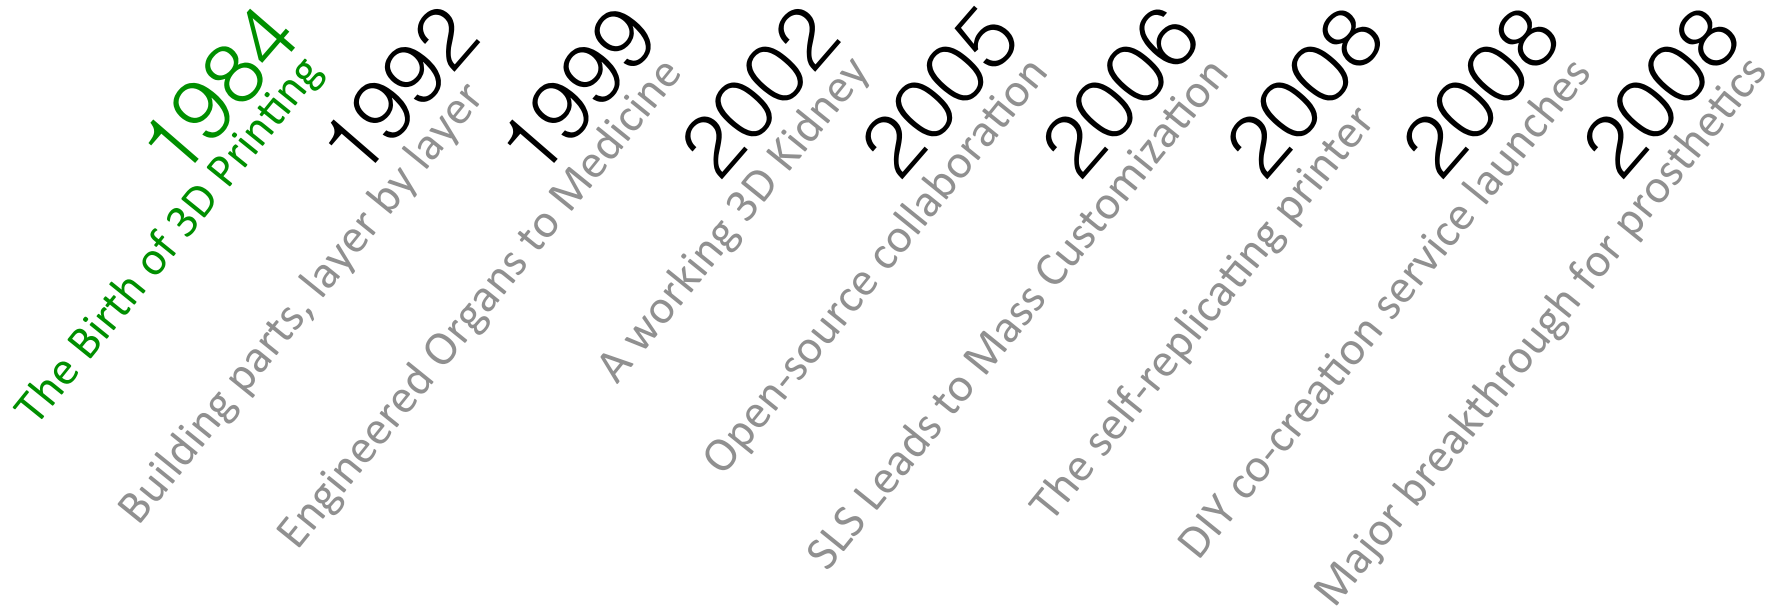 1984
The Birth of 3D Printing
1992
Building parts, layer by layer
1999
Engineered Organs to Medicine
2002
A working 3D Kidney
2005
Open-source collaboration
2006
SLS Leads to Mass Customization
2008
The self-replicating printer
2008
DIY co-creation service launches
2008
Major breakthrough for prosthetics